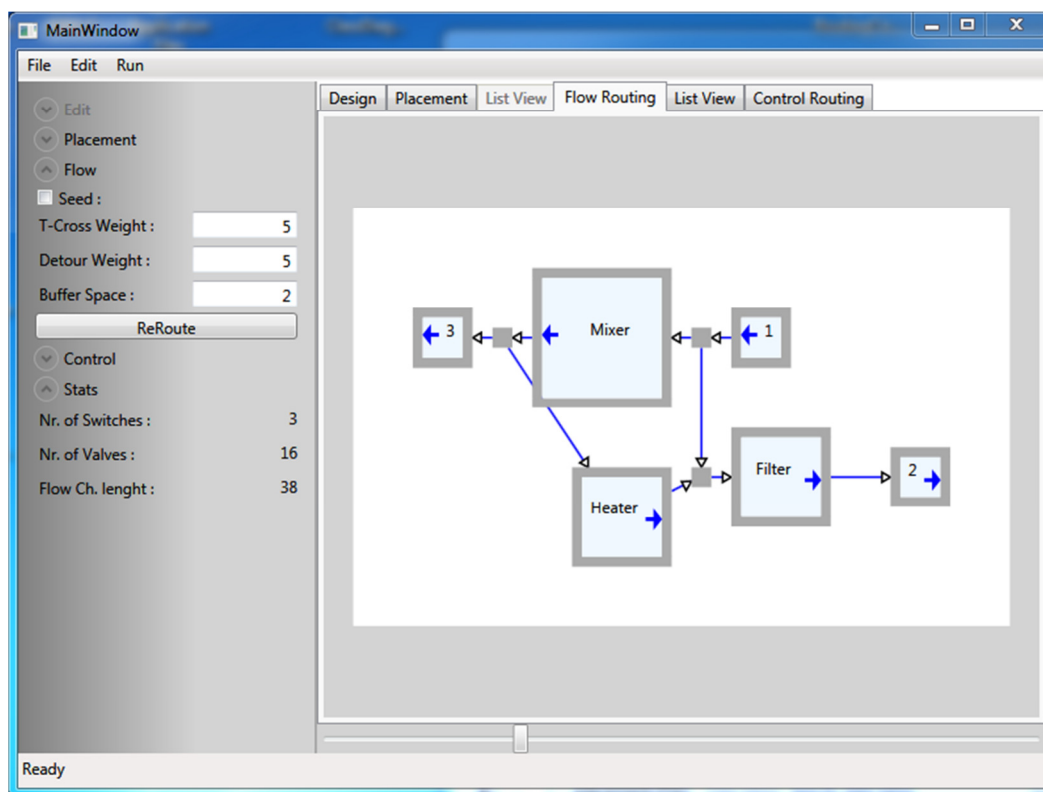 MainWindow
File Edit Run
Edit
Placement
Flow
Seed :
T-Cross Weight : 5
Detour Weight : 5
Buffer Space : 2
ReRoute
Control
Stats
Nr. of Switches : 3
Nr. of Valves : 16
Flow Ch. lenght : 38
Design Placement List View Flow Routing List View Control Routing
3 Mixer 1
Filter 2
Heater
Ready